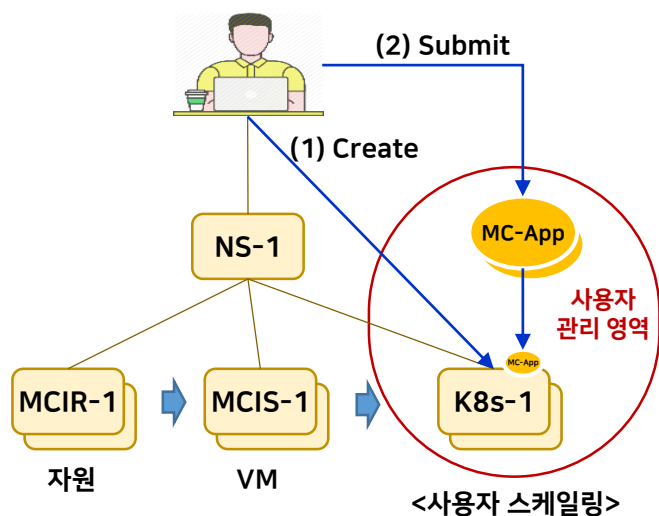 (2) Submit
(1) Create
MC-App
NS-1
사용자
관리 영역
MC-App
MCIR-1
MCIS-1
K8s-1
자원
VM
<사용자 스케일링>